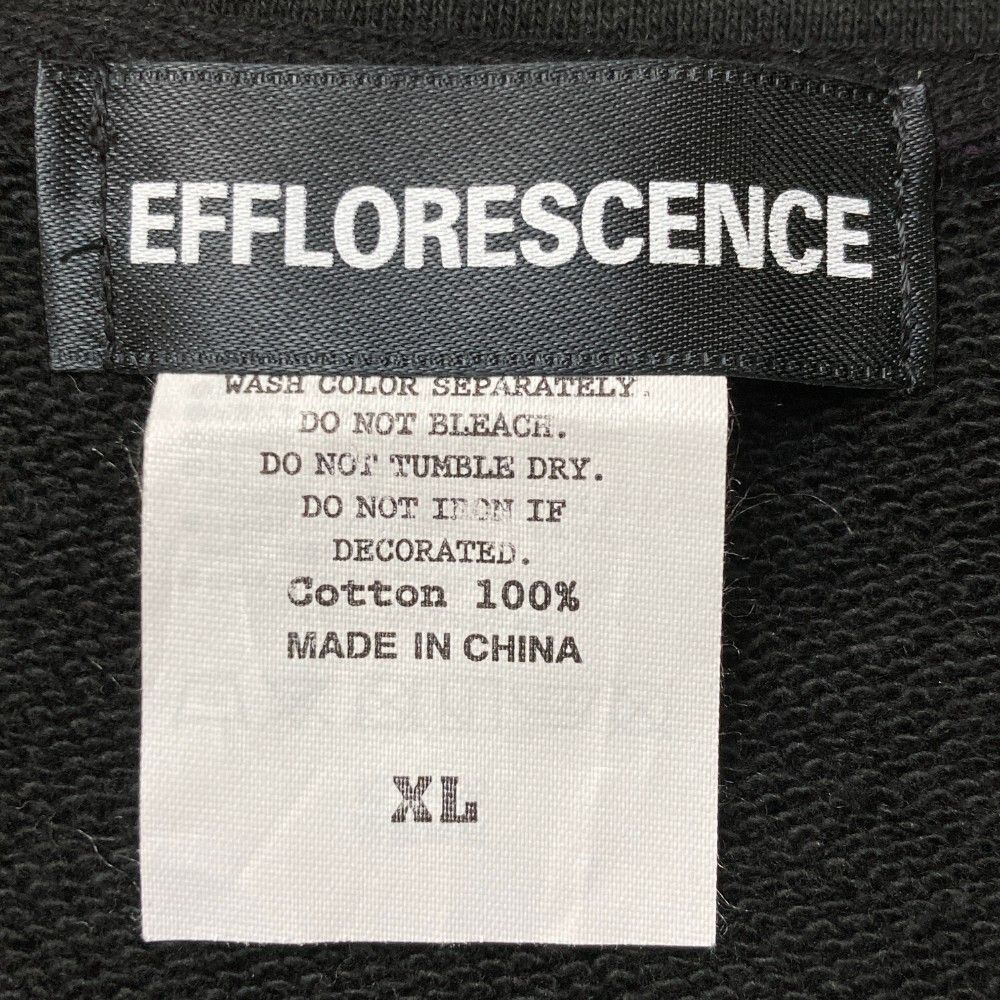 EFFLORESCENCE
WASH COLOR SEPARATELY.
DO NOT BLEACH.
DO NOT TUMBLE DRY.
DO NOT IRON IF
DECORATED.
Cotton 100%
MADE IN CHINA
XL